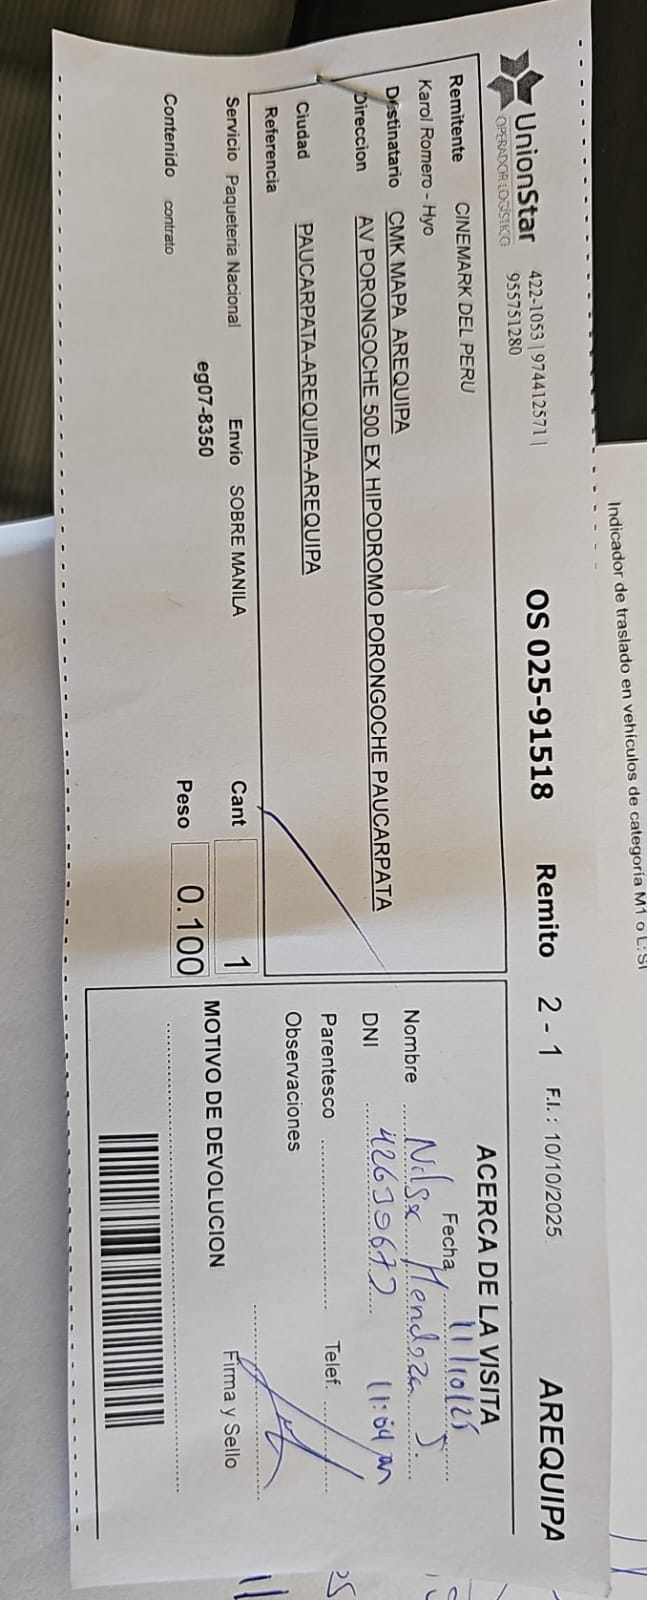 UnionStar
OPERADOR LOGÍSTICO
422-1053 | 974412571 |
955751280
OS 025-91518 Remito 2 - 1 F.I. : 10/10/2025 AREQUIPA
Remitente CINEMARK DEL PERU
Karol Romero - Hyo
Destinatario CMK MAPA AREQUIPA
Direccion AV PORONGOCHE 500 EX HIPODROMO PORONGOCHE PAUCARPATA
Ciudad PAUCARPATA-AREQUIPA-AREQUIPA
Referencia
Servicio Paqueteria Nacional Envío SOBRE MANILA Cant 1
eg07-8350
Contenido contrato Peso 0.100
ACERCA DE LA VISITA
Fecha 11/10/25
Nombre Nilsa Mendoza S.
DNI 42639673 11:04 am
Parentesco Telef.
Observaciones
Firma y Sello
MOTIVO DE DEVOLUCION
Indicador de traslado en vehículos de categoría M1 o L:SI